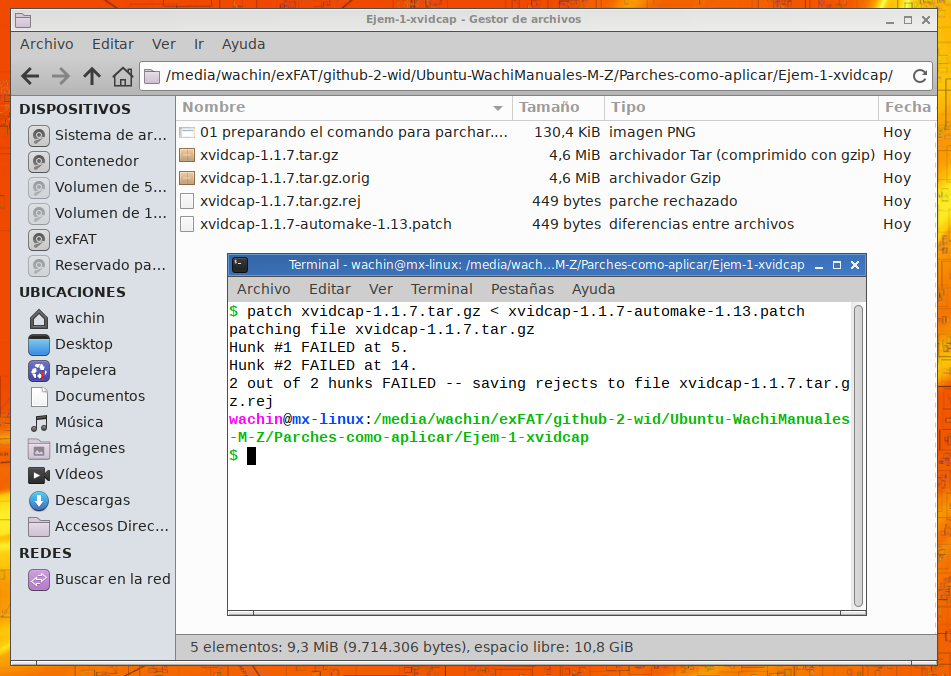 Ejem-1-xvidcap - Gestor de archivos
Archivo Editar Ver Ir Ayuda
/media/wachin/exFAT/github-2-wid/Ubuntu-WachiManuales-M-Z/Parches-como-aplicar/Ejem-1-xvidcap/
DISPOSITIVOS
Sistema de ar...
Contenedor
Volumen de 5...
Volumen de 1...
exFAT
Reservado pa...
UBICACIONES
wachin
Desktop
Papelera
Documentos
Música
Imágenes
Vídeos
Descargas
Accesos Direc...
REDES
Buscar en la red
Nombre Tamaño Tipo Fecha
01 preparando el comando para parchar.... 130,4 KiB imagen PNG Hoy
xvidcap-1.1.7.tar.gz 4,6 MiB archivador Tar (comprimido con gzip) Hoy
xvidcap-1.1.7.tar.gz.orig 4,6 MiB archivador Gzip Hoy
xvidcap-1.1.7.tar.gz.rej 449 bytes parche rechazado Hoy
xvidcap-1.1.7-automake-1.13.patch 449 bytes diferencias entre archivos Hoy
Terminal - wachin@mx-linux: /media/wach...M-Z/Parches-como-aplicar/Ejem-1-xvidcap
Archivo Editar Ver Terminal Pestañas Ayuda
$ patch xvidcap-1.1.7.tar.gz < xvidcap-1.1.7-automake-1.13.patch
patching file xvidcap-1.1.7.tar.gz
Hunk #1 FAILED at 5.
Hunk #2 FAILED at 14.
2 out of 2 hunks FAILED -- saving rejects to file xvidcap-1.1.7.tar.g
z.rej
wachin@mx-linux:/media/wachin/exFAT/github-2-wid/Ubuntu-WachiManuales
-M-Z/Parches-como-aplicar/Ejem-1-xvidcap
$
5 elementos: 9,3 MiB (9.714.306 bytes), espacio libre: 10,8 GiB